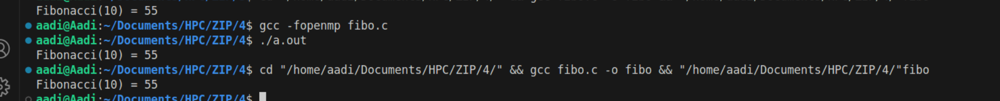 Fibonacci(10) = 55
aadi@Aadi:~/Documents/HPC/ZIP/4$ gcc -fopenmp fibo.c
aadi@Aadi:~/Documents/HPC/ZIP/4$ ./a.out
Fibonacci(10) = 55
aadi@Aadi:~/Documents/HPC/ZIP/4$ cd "/home/aadi/Documents/HPC/ZIP/4/" && gcc fibo.c -o fibo && "/home/aadi/Documents/HPC/ZIP/4/"fibo
Fibonacci(10) = 55
aadi@Aadi:~/Documents/HPC/ZIP/4$